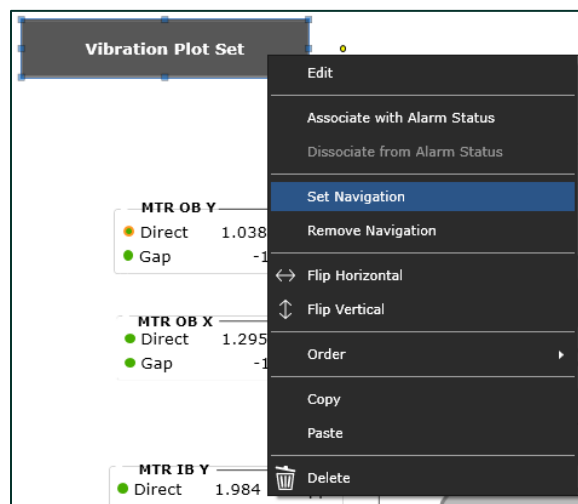 Vibration Plot Set
Edit
Associate with Alarm Status
Dissociate from Alarm Status
Set Navigation
Remove Navigation
Flip Horizontal
Flip Vertical
Order
Copy
Paste
Delete
MTR OB Y
Direct 1.038
Gap -1
MTR OB X
Direct 1.295
Gap -1
MTR IB Y
Direct 1.984